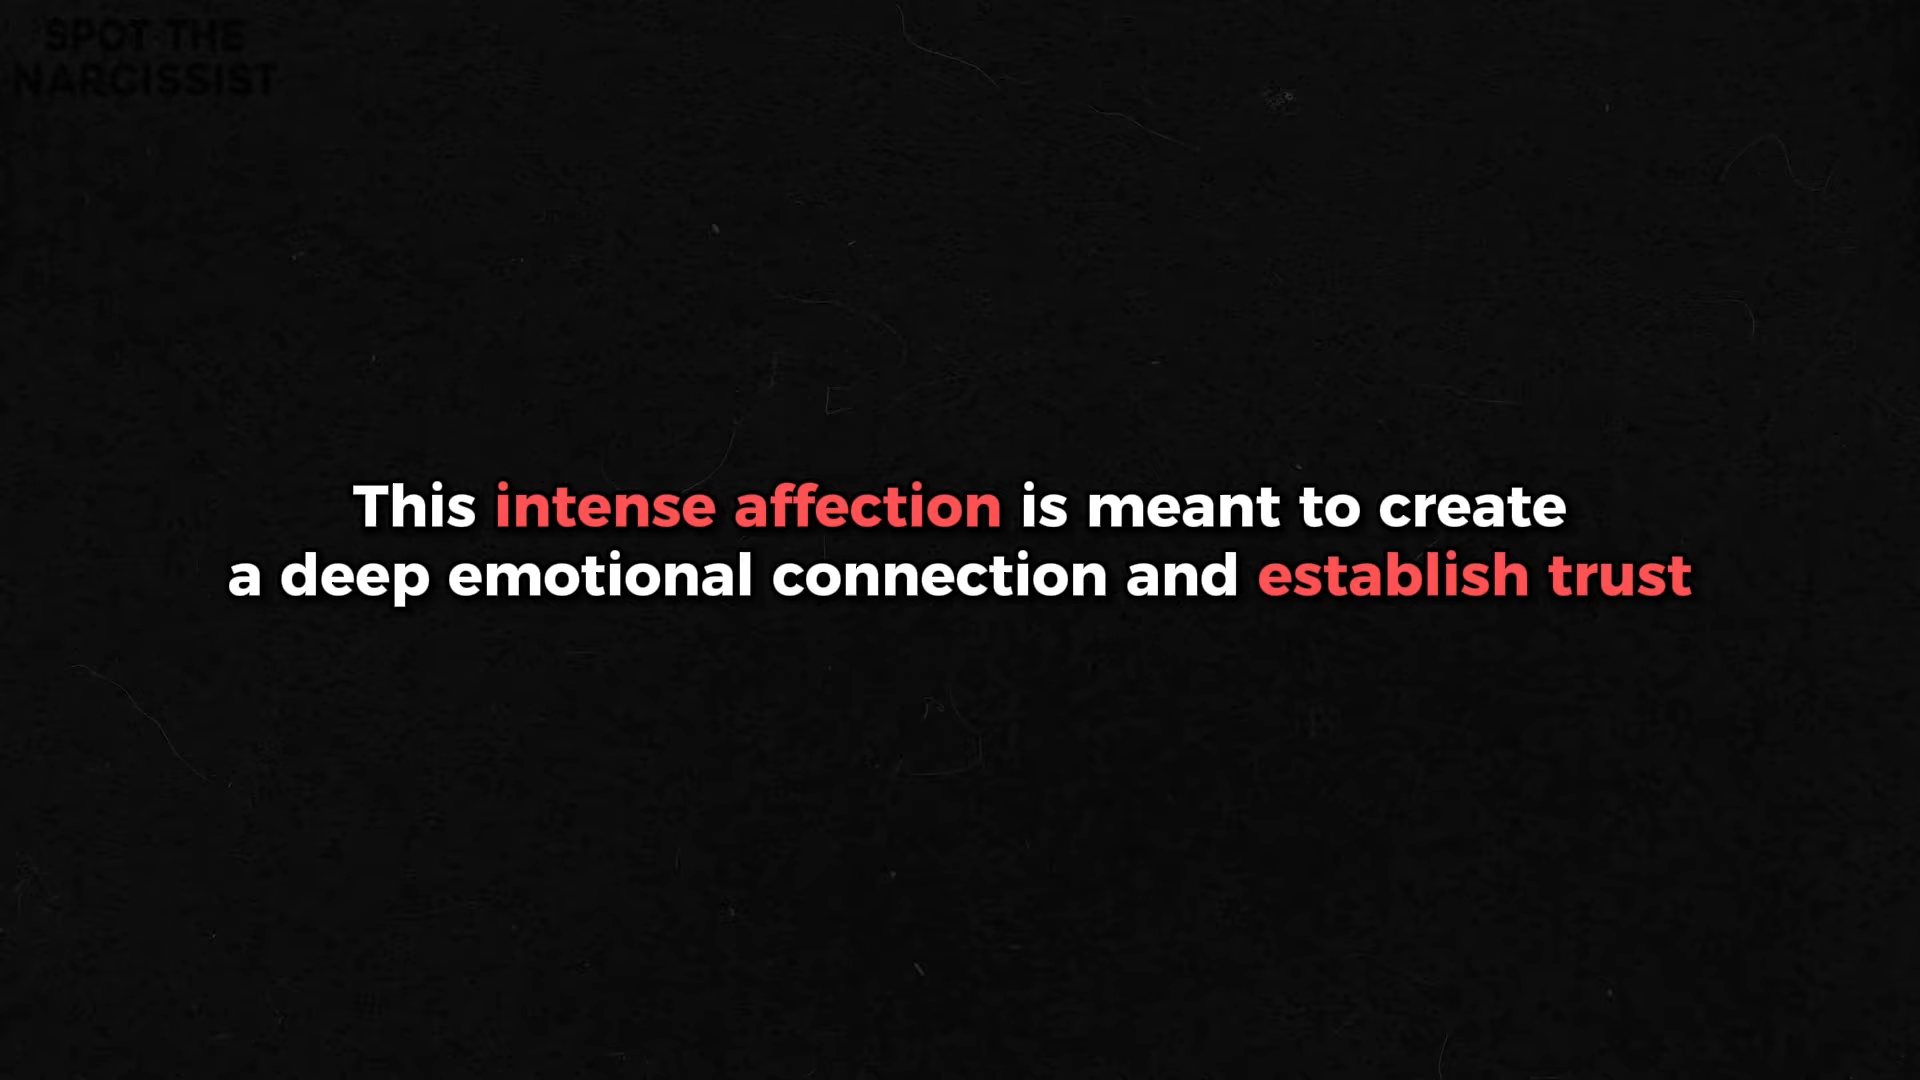 SPOT THE
NARCISSIST
This intense affection is meant to create
a deep emotional connection and establish trust